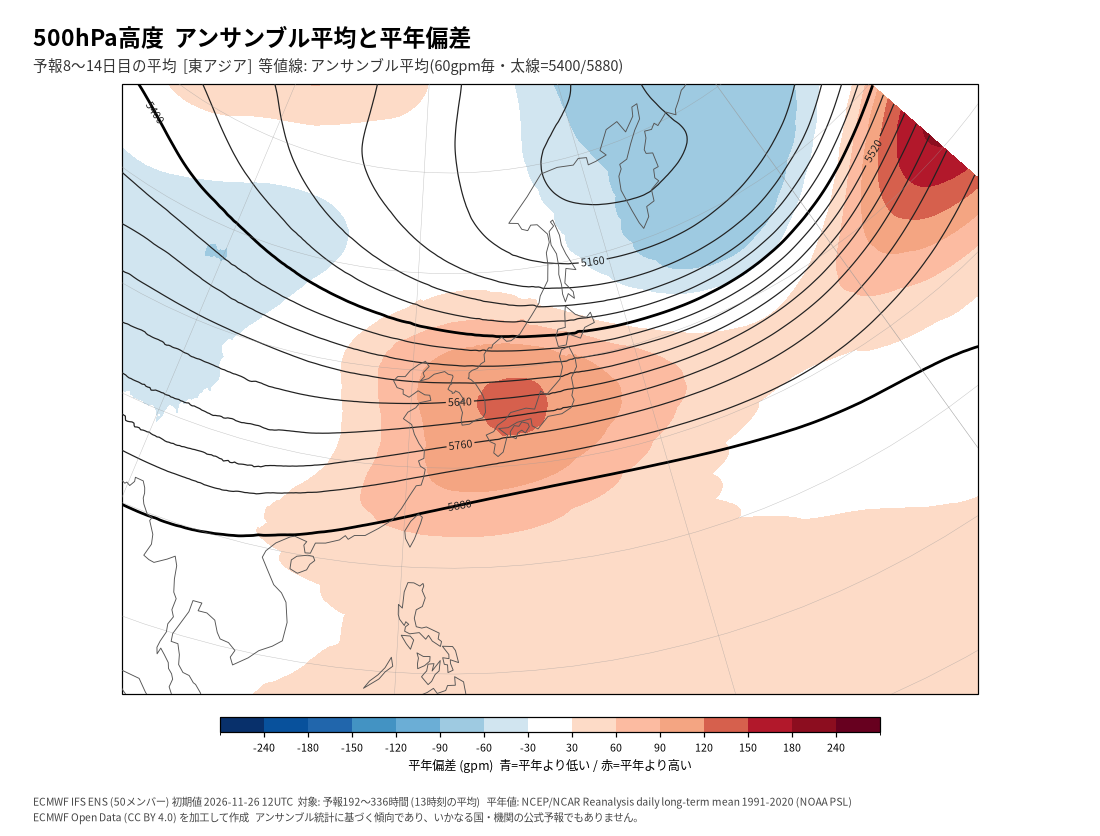 500hPa高度 アンサンブル平均と平年偏差
予報8～14日目の平均 [東アジア] 等値線: アンサンブル平均(60gpm毎・太線=5400/5880)
5400
5520
5160
5640
5760
5880
-240 -180 -150 -120 -90 -60 -30 30 60 90 120 150 180 240
平年偏差 (gpm) 青=平年より低い / 赤=平年より高い
ECMWF IFS ENS (50メンバー) 初期値 2026-11-26 12UTC 対象: 予報192～336時間 (13時刻の平均) 平年値: NCEP/NCAR Reanalysis daily long-term mean 1991-2020 (NOAA PSL)
ECMWF Open Data (CC BY 4.0) を加工して作成 アンサンブル統計に基づく傾向であり、いかなる国・機関の公式予報でもありません。